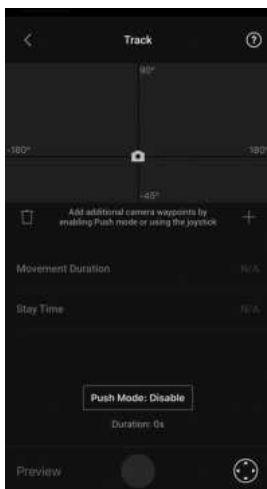 Track
90°
-180°
180°
-45°
Add additional camera waypoints by
enabling Push mode or using the joystick
Movement Duration N/A
Stay Time N/A
Push Mode: Disable
Duration: 0s
Preview